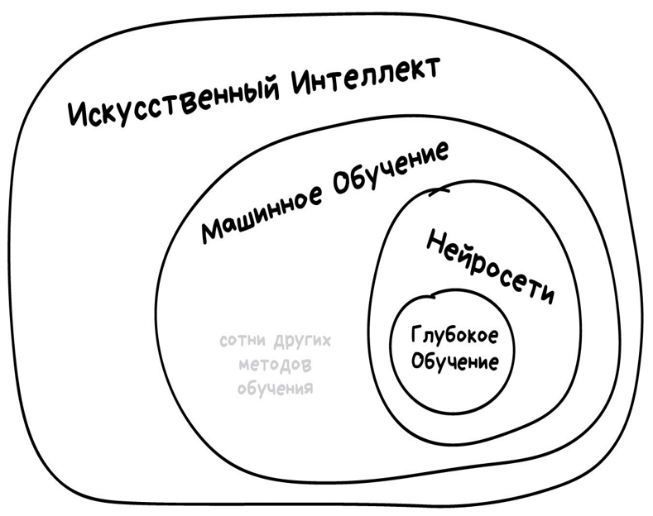 Искусственный Интеллект
Машинное Обучение
Нейросети
Глубокое
Обучение
сотни других
методов
обучения